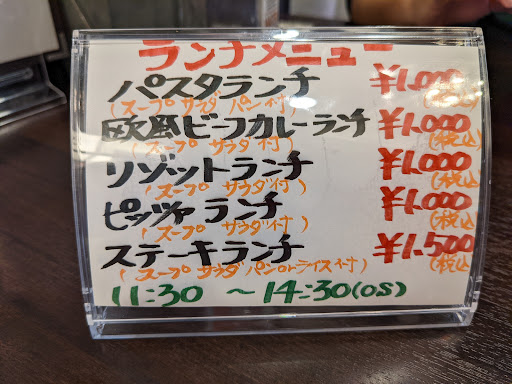 ランチメニュー
パスタランチ ¥1,000
(スープ サラダ パン付) (税込)
欧風ビーフカレーランチ ¥1,000
(スープ サラダ付) (税込)
リゾットランチ ¥1,000
(スープ サラダ付) (税込)
ピッツァ ランチ ¥1,000
(スープ サラダ付) (税込)
ステーキランチ ¥1,500
(スープ サラダ パンorライス付) (税込)
11:30 〜14:30(OS)